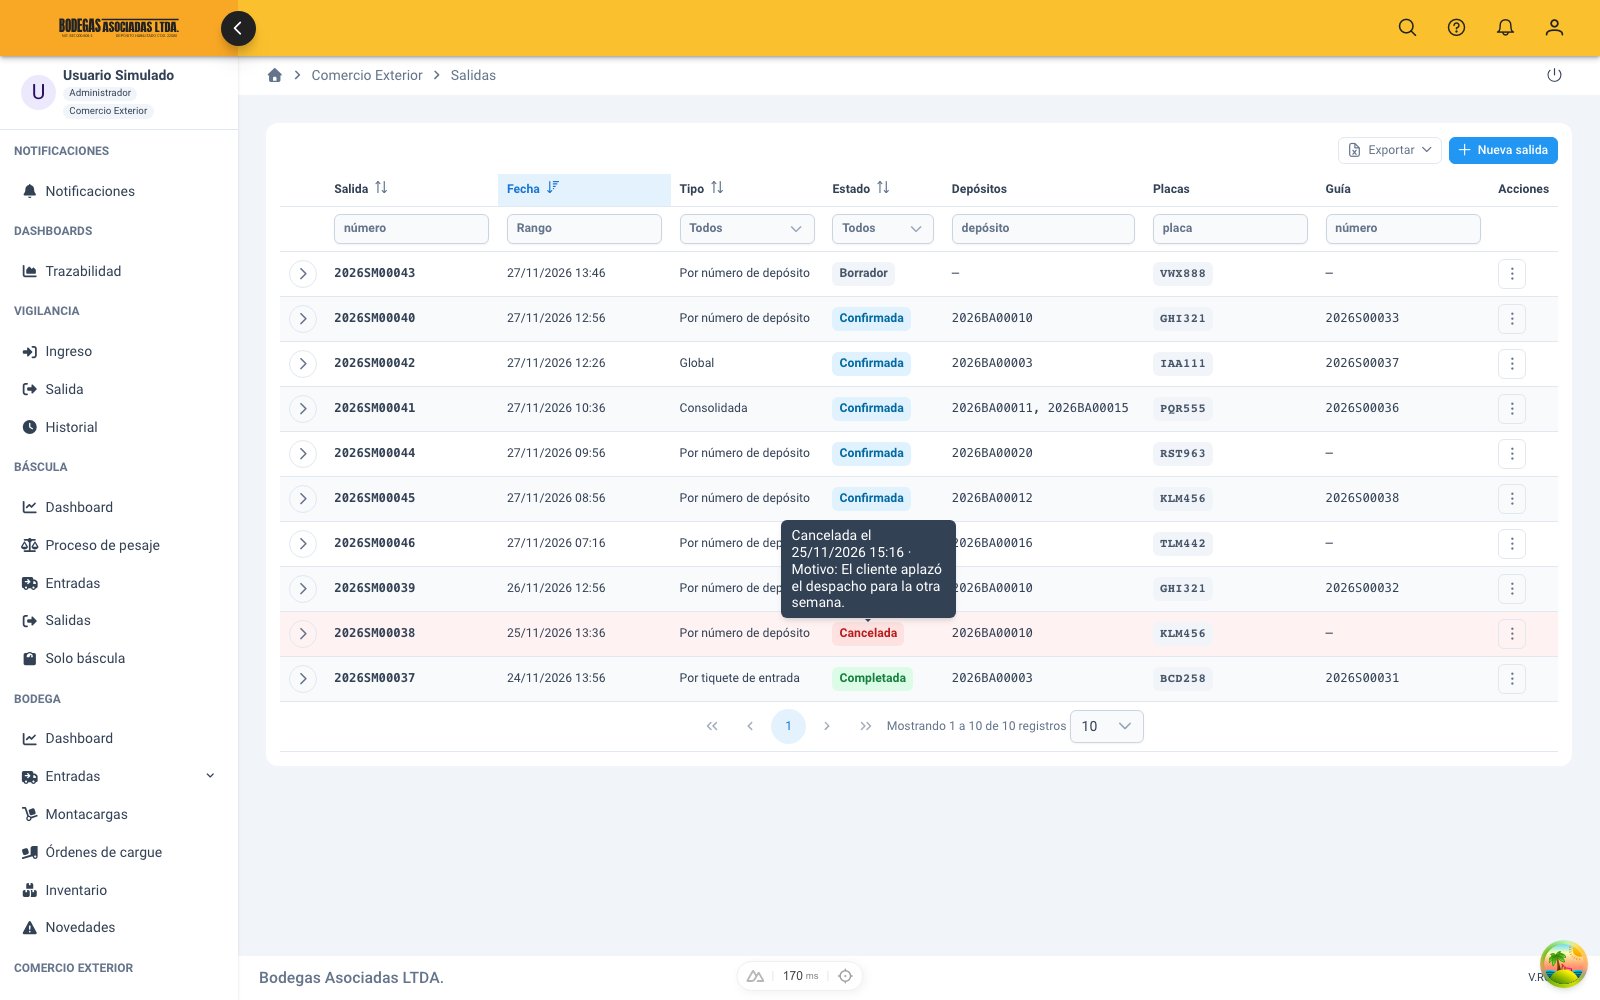 BODEGAS ASOCIADAS LTDA.
Usuario Simulado
U
Administrador
Comercio Exterior
NOTIFICACIONES
Notificaciones
DASHBOARDS
Trazabilidad
VIGILANCIA
Ingreso
Salida
Historial
BÁSCULA
Dashboard
Proceso de pesaje
Entradas
Salidas
Solo báscula
BODEGA
Dashboard
Entradas
Montacargas
Órdenes de cargue
Inventario
Novedades
COMERCIO EXTERIOR
Comercio Exterior Salidas
Exportar Nueva salida
Salida Fecha Tipo Estado Depósitos Placas Guía Acciones
número Rango Todos Todos depósito placa número
2026SM00043 27/11/2026 13:46 Por número de depósito Borrador — VWX888 —
2026SM00040 27/11/2026 12:56 Por número de depósito Confirmada 2026BA00010 GHI321 2026S00033
2026SM00042 27/11/2026 12:26 Global Confirmada 2026BA00003 IAA111 2026S00037
2026SM00041 27/11/2026 10:36 Consolidada Confirmada 2026BA00011, 2026BA00015 PQR555 2026S00036
2026SM00044 27/11/2026 09:56 Por número de depósito Confirmada 2026BA00020 RST963 —
2026SM00045 27/11/2026 08:56 Por número de depósito Confirmada 2026BA00012 KLM456 2026S00038
2026SM00046 27/11/2026 07:16 Por número de dep 2026BA00016 TLM442 —
2026SM00039 26/11/2026 12:56 Por número de dep 2026BA00010 GHI321 2026S00032
Cancelada el
25/11/2026 15:16 ·
Motivo: El cliente aplazó
el despacho para la otra
semana.
2026SM00038 25/11/2026 13:36 Por número de depósito Cancelada 2026BA00010 KLM456 —
2026SM00037 24/11/2026 13:56 Por tiquete de entrada Completada 2026BA00003 BCD258 2026S00031
1 Mostrando 1 a 10 de 10 registros 10
Bodegas Asociadas LTDA.
170 ms